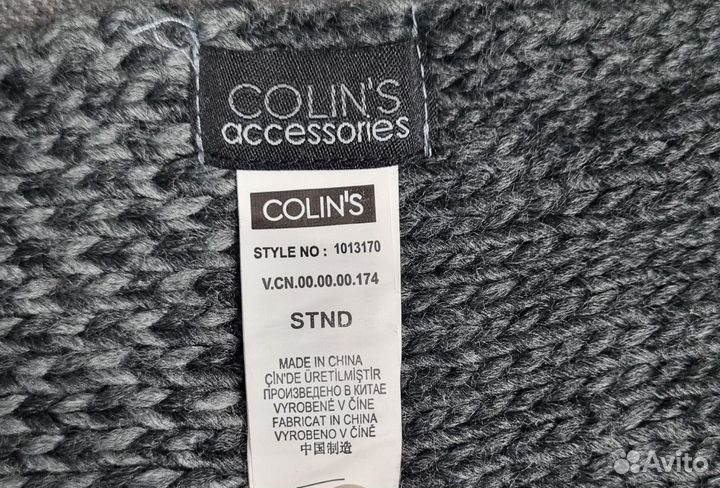 COLIN'S
accessories
COLIN'S
STYLE NO : 1013170
V.CN.00.00.00.174
STND
MADE IN CHINA
ÇİN'DE ÜRETİLMİŞTİR
ПРОИЗВЕДЕНО В КИТАЕ
VYROBENÉ V ČÍNE
FABRICAT IN CHINA
VYROBENO V ČÍNĚ
中国制造
Avito